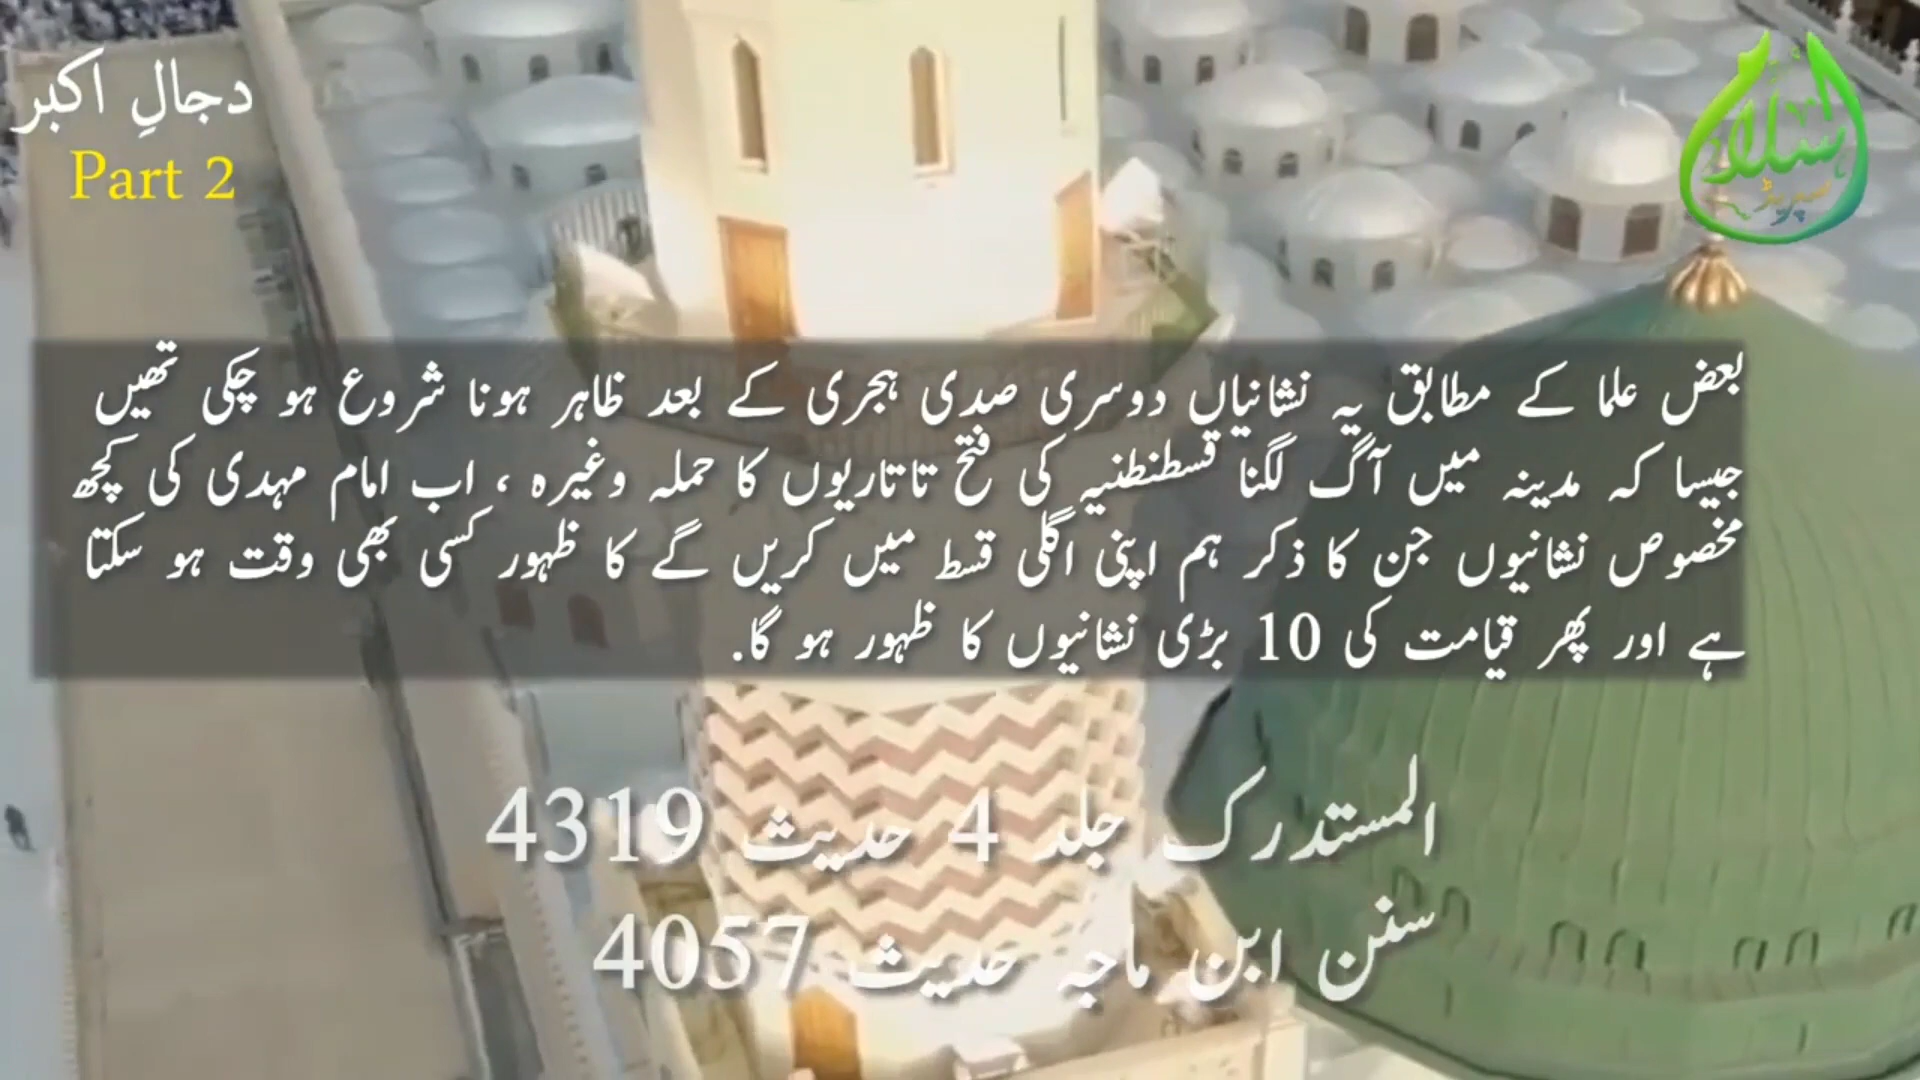 دجالِ اکبر
Part 2
اسلام
بعض علما کے مطابق یہ نشانیاں دوسری صدی ہجری کے بعد ظاہر ہونا شروع ہو چکی تھیں
جیسا کہ مدینہ میں آگ لگنا قسطنطنیہ کی فتح تاتاریوں کا حملہ وغیرہ ، اب امام مہدی کی کچھ
مخصوص نشانیوں جن کا ذکر ہم اپنی اگلی قسط میں کریں گے کا ظہور کسی بھی وقت ہو سکتا
ہے اور پھر قیامت کی 10 بڑی نشانیوں کا ظہور ہو گا.
المستدرک جلد 4 حدیث 4319
سنن ابن ماجہ حدیث 4057